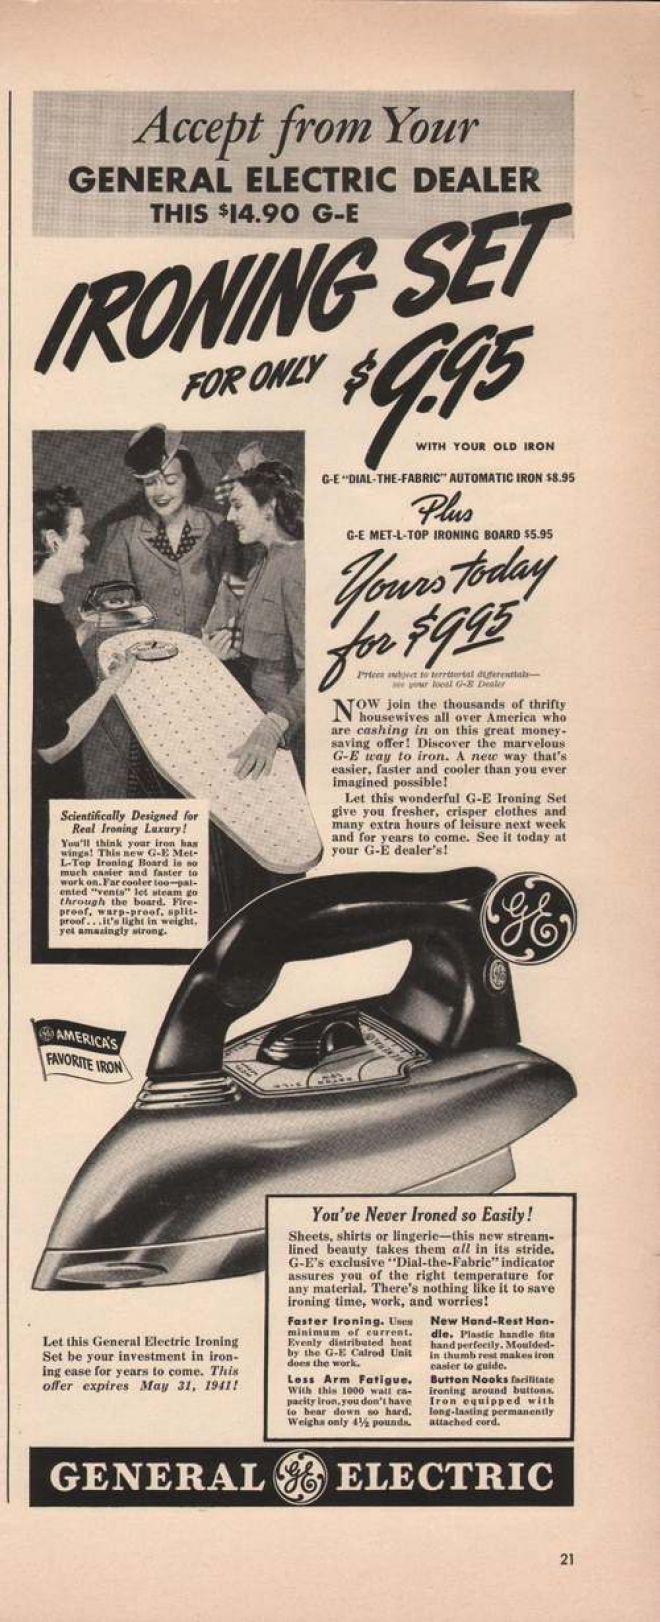 Accept from Your
GENERAL ELECTRIC DEALER
THIS $14.90 G-E
IRONING SET
FOR ONLY $9.95
WITH YOUR OLD IRON
G-E "DIAL-THE-FABRIC" AUTOMATIC IRON $8.95
Plus
G-E MET-L-TOP IRONING BOARD $5.95
Yours today
for $9.95
Prices subject to territorial differentials—
see your local G-E Dealer
NOW join the thousands of thrifty
housewives all over America who
are cashing in on this great money-
saving offer! Discover the marvelous
G-E way to iron. A new way that's
easier, faster and cooler than you ever
imagined possible!
Let this wonderful G-E Ironing Set
give you fresher, crisper clothes and
many extra hours of leisure next week
and for years to come. See it today at
your G-E dealer's!
Scientifically Designed for
Real Ironing Luxury!
You'll think your iron has
wings! This new G-E Met-
L-Top Ironing Board is so
much easier and faster to
work on. Far cooler too—pat-
ented "vents" let steam go
through the board. Fire-
proof, warp-proof, split-
proof...it's light in weight,
yet amazingly strong.
GE
GE AMERICA'S
FAVORITE IRON
You've Never Ironed so Easily!
Sheets, shirts or lingerie—this new stream-
lined beauty takes them all in its stride.
G-E's exclusive "Dial-the-Fabric" indicator
assures you of the right temperature for
any material. There's nothing like it to save
ironing time, work, and worries!
Faster Ironing. Uses
minimum of current.
Evenly distributed heat
by the G-E Calrod Unit
does the work.
Less Arm Fatigue.
With this 1000 watt ca-
pacity iron, you don't have
to bear down so hard.
Weighs only 4½ pounds.
New Hand-Rest Han-
dle. Plastic handle fits
hand perfectly. Moulded-
in thumb rest makes iron
easier to guide.
Button Nooks facilitate
ironing around buttons.
Iron equipped with
long-lasting permanently
attached cord.
Let this General Electric Ironing
Set be your investment in iron-
ing ease for years to come. This
offer expires May 31, 1941!
GENERAL GE ELECTRIC
21